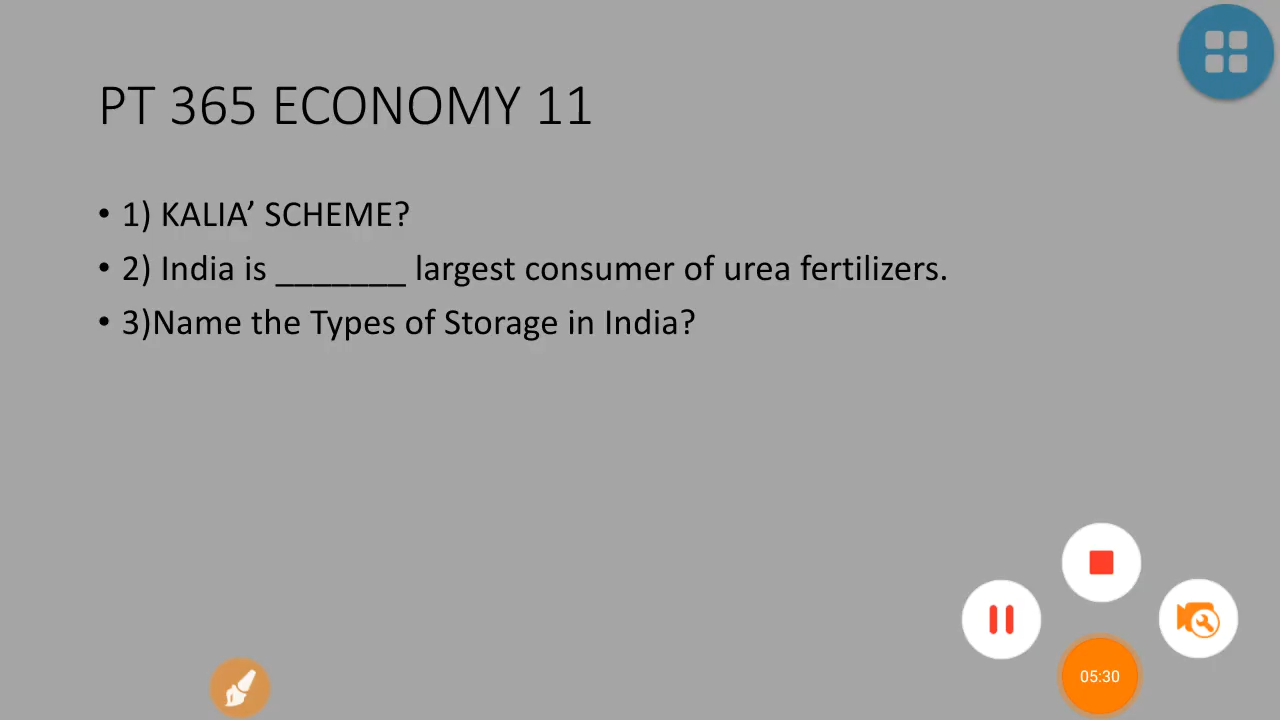 PT 365 ECONOMY 11
• 1) KALIA’ SCHEME?
• 2) India is _______ largest consumer of urea fertilizers.
• 3)Name the Types of Storage in India?
05:30